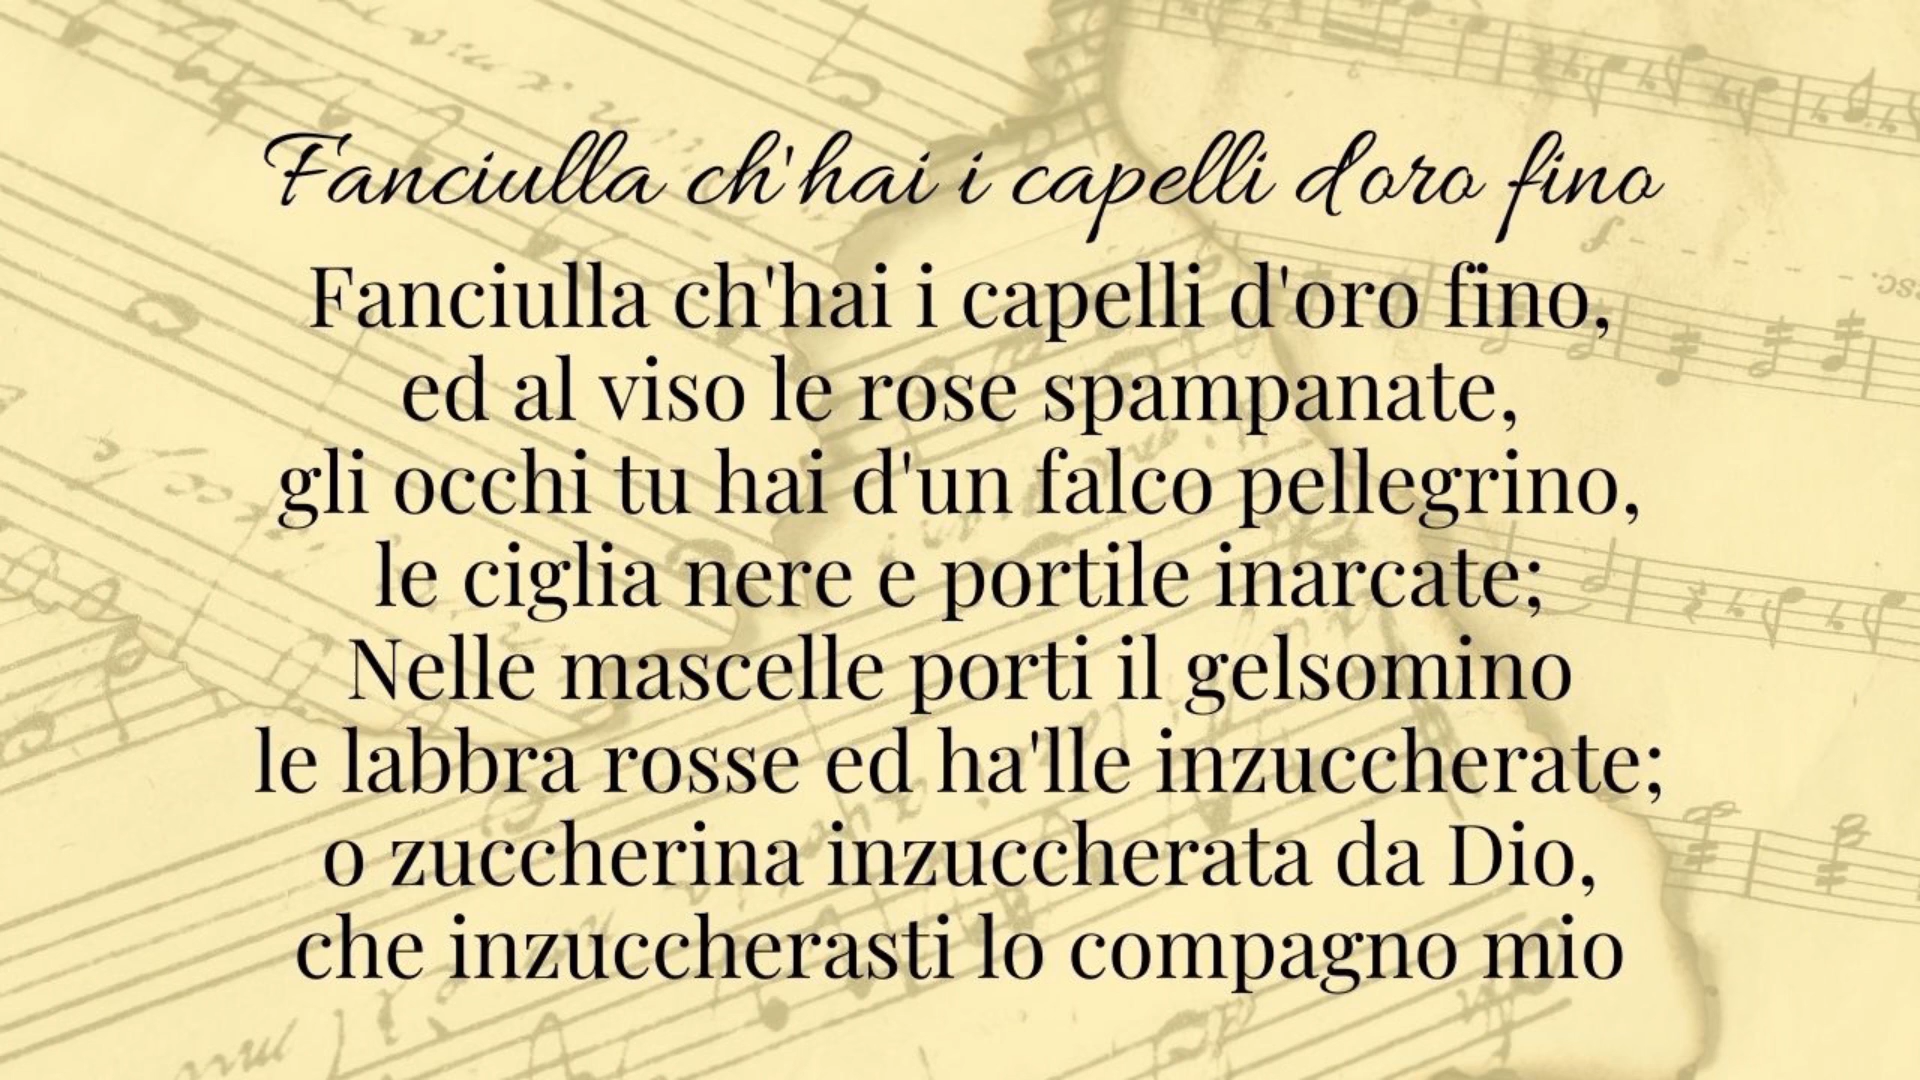 Fanciulla ch'hai i capelli d'oro fino
Fanciulla ch'hai i capelli d'oro fino,
ed al viso le rose spampanate,
gli occhi tu hai d'un falco pellegrino,
le ciglia nere e portile inarcate;
Nelle mascelle porti il gelsomino
le labbra rosse ed ha'lle inzuccherate;
o zuccherina inzuccherata da Dio,
che inzuccherasti lo compagno mio